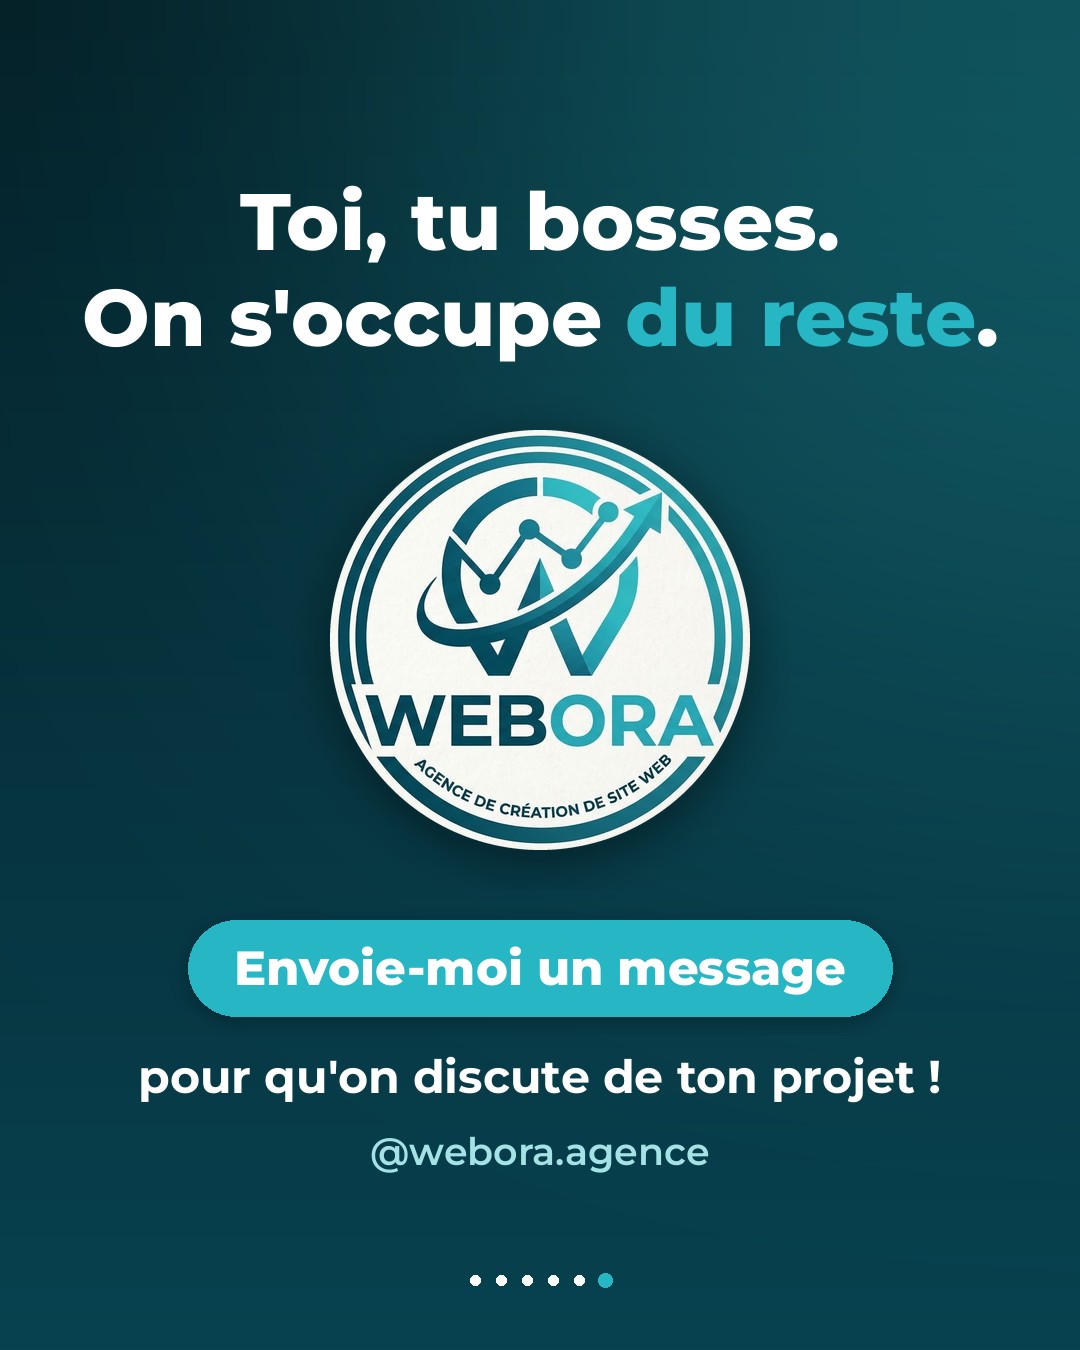 Toi, tu bosses.
On s'occupe du reste.
WEBORA
AGENCE DE CRÉATION DE SITE WEB
Envoie-moi un message
pour qu'on discute de ton projet !
@webora.agence